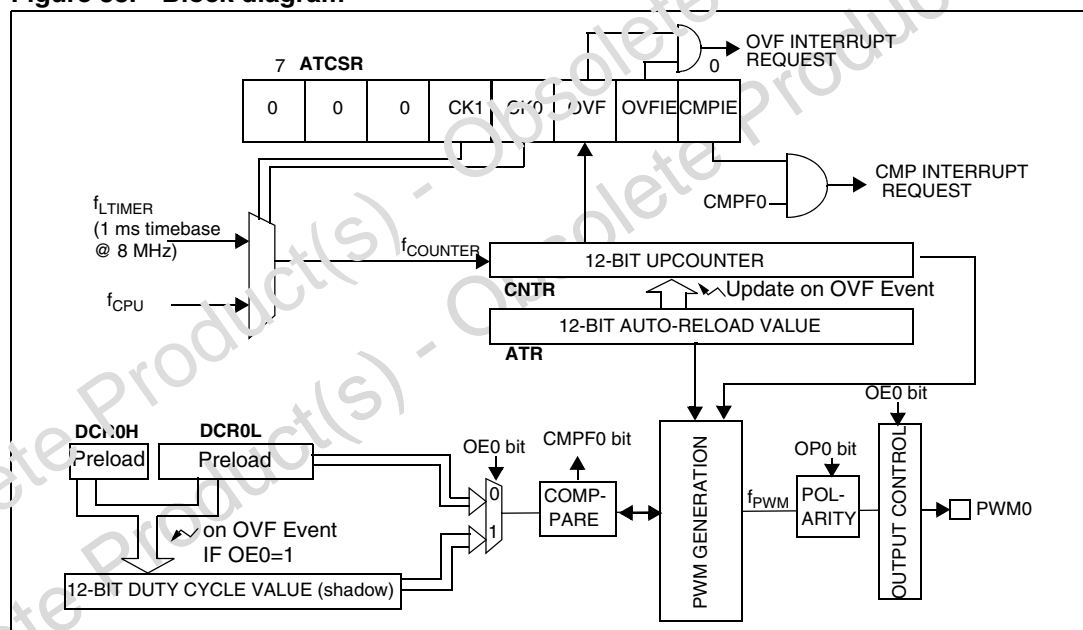 Block diagram
OVF INTERRUPT
REQUEST
7 ATCSR 0
0 0 0 CK1 CK0 OVF OVFIE CMPIE
CMP INTERRUPT
REQUEST
CMPF0
fLTIMER
(1 ms timebase
@ 8 MHz)
fCOUNTER
12-BIT UPCOUNTER
CNTR
Update on OVF Event
fCPU
12-BIT AUTO-RELOAD VALUE
ATR
OE0 bit
DCR0H DCR0L
Preload Preload
OE0 bit
CMPF0 bit
0
1
COMP-
PARE
PWM GENERATION
fPWM
OP0 bit
POL-
ARITY
OUTPUT CONTROL
PWM0
on OVF Event
IF OE0=1
12-BIT DUTY CYCLE VALUE (shadow)
Obsolete Product(s) - Obsolete Product(s)